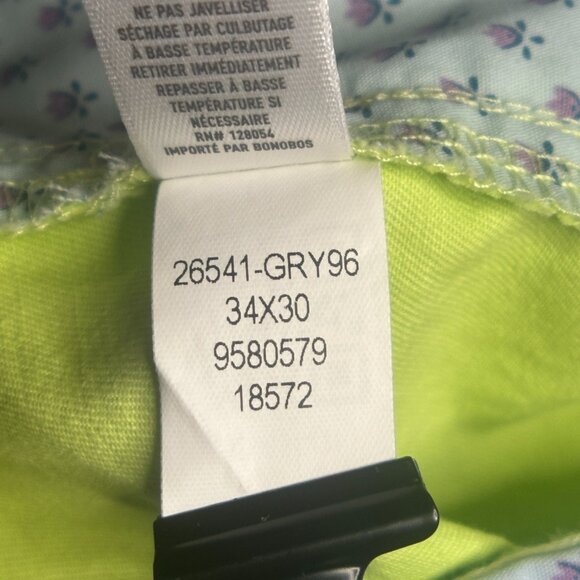 NE PAS JAVELLISER
SÉCHAGE PAR CULBUTAGE
À BASSE TEMPÉRATURE
RETIRER IMMÉDIATEMENT
REPASSER À BASSE
TEMPÉRATURE SI
NÉCESSAIRE
RN# 128054
IMPORTÉ PAR BONOBOS
26541-GRY96
34X30
9580579
18572